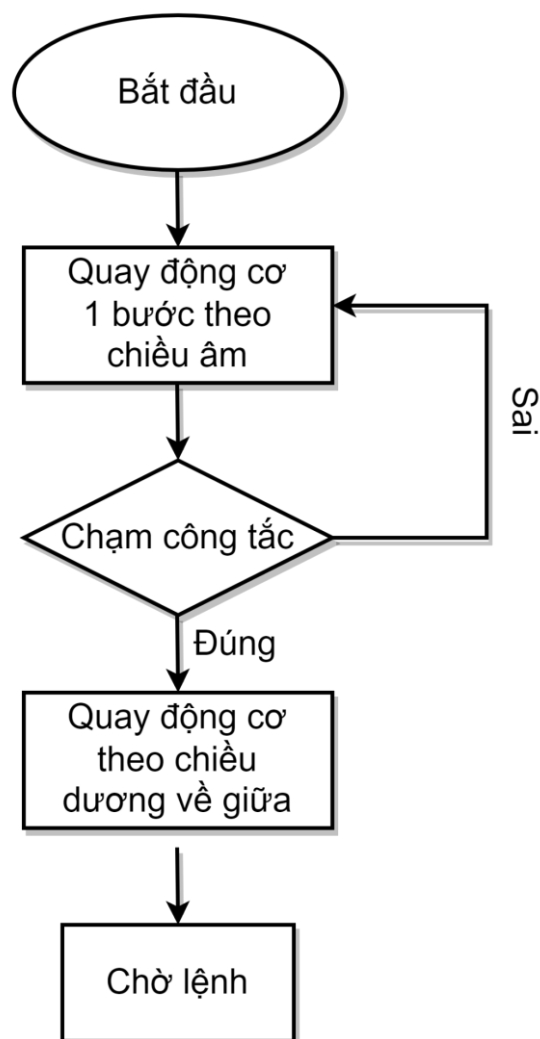 Bắt đầu
Quay động cơ
1 bước theo
chiều âm
Sai
Chạm công tắc
Đúng
Quay động cơ
theo chiều
dương về giữa
Chờ lệnh